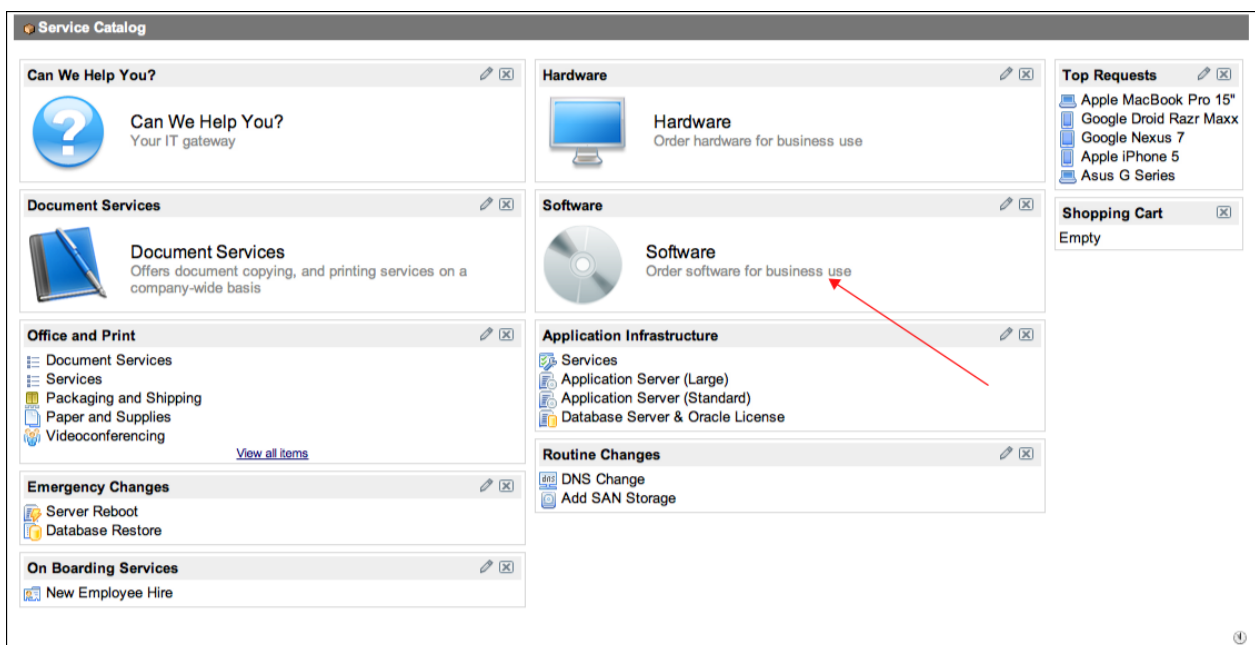 Service Catalog
Can We Help You?
Can We Help You?
Your IT gateway
Document Services
Document Services
Offers document copying, and printing services on a
company-wide basis
Office and Print
Document Services
Services
Packaging and Shipping
Paper and Supplies
Videoconferencing
View all items
Emergency Changes
Server Reboot
Database Restore
On Boarding Services
New Employee Hire
Hardware
Hardware
Order hardware for business use
Software
Software
Order software for business use
Application Infrastructure
Services
Application Server (Large)
Application Server (Standard)
Database Server & Oracle License
Routine Changes
dns
DNS Change
Add SAN Storage
Top Requests
Apple MacBook Pro 15"
Google Droid Razr Maxx
Google Nexus 7
Apple iPhone 5
Asus G Series
Shopping Cart
Empty